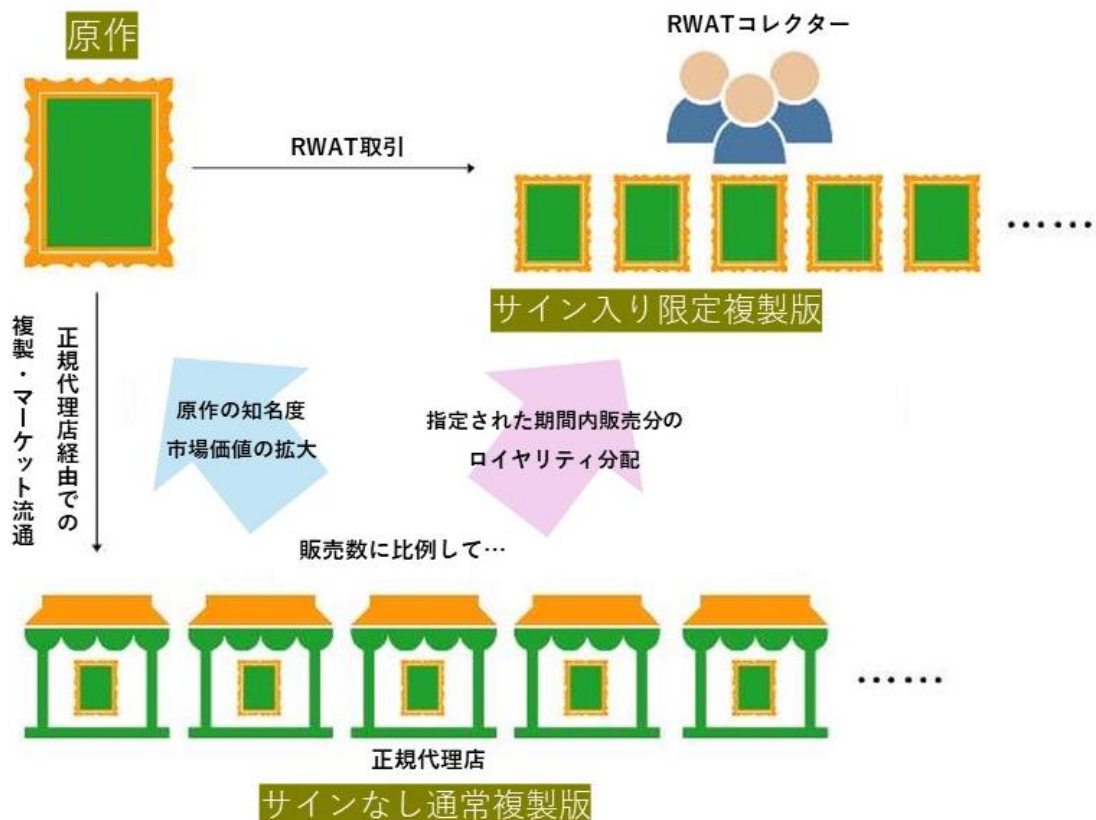 原作
RWATコレクター
RWAT取引
サイン入り限定複製版
正規代理店経由での
複製・マーケット流通
原作の知名度
市場価値の拡大
指定された期間内販売分の
ロイヤリティ分配
販売数に比例して…
……
……
正規代理店
サインなし通常複製版